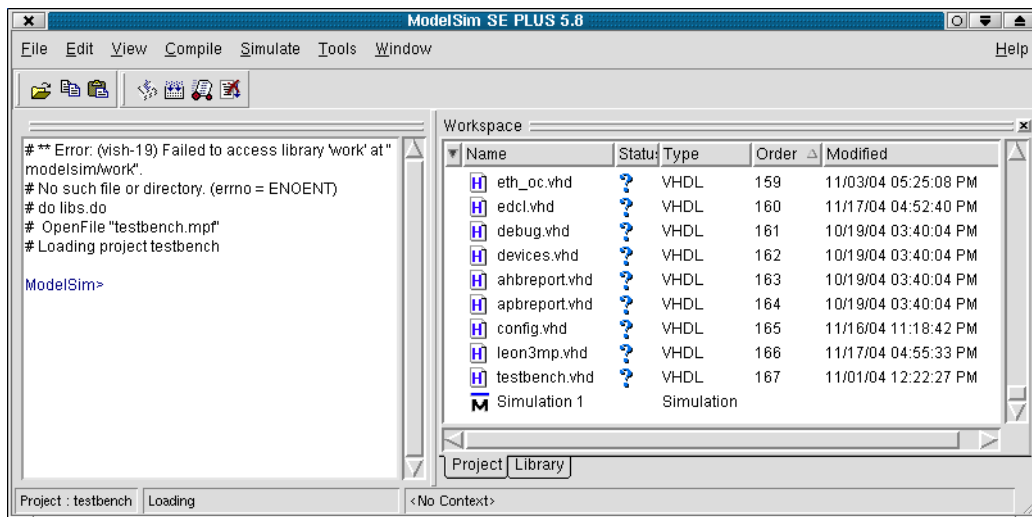 ModelSim SE PLUS 5.8
File Edit View Compile Simulate Tools Window Help
# ** Error: (vish-19) Failed to access library 'work' at "
modelsim/work".
# No such file or directory. (errno = ENOENT)
# do libs.do
# OpenFile "testbench.mpf"
# Loading project testbench
ModelSim>
Workspace
Name Status Type Order Modified
eth_oc.vhd ? VHDL 159 11/03/04 05:25:08 PM
edcl.vhd ? VHDL 160 11/17/04 04:52:40 PM
debug.vhd ? VHDL 161 10/19/04 03:40:04 PM
devices.vhd ? VHDL 162 10/19/04 03:40:04 PM
ahbreport.vhd ? VHDL 163 10/19/04 03:40:04 PM
apbreport.vhd ? VHDL 164 10/19/04 03:40:04 PM
config.vhd ? VHDL 165 11/16/04 11:18:42 PM
leon3mp.vhd ? VHDL 166 11/17/04 04:55:33 PM
testbench.vhd ? VHDL 167 11/01/04 12:22:27 PM
M Simulation 1 Simulation
Project Library
Project : testbench Loading <No Context>